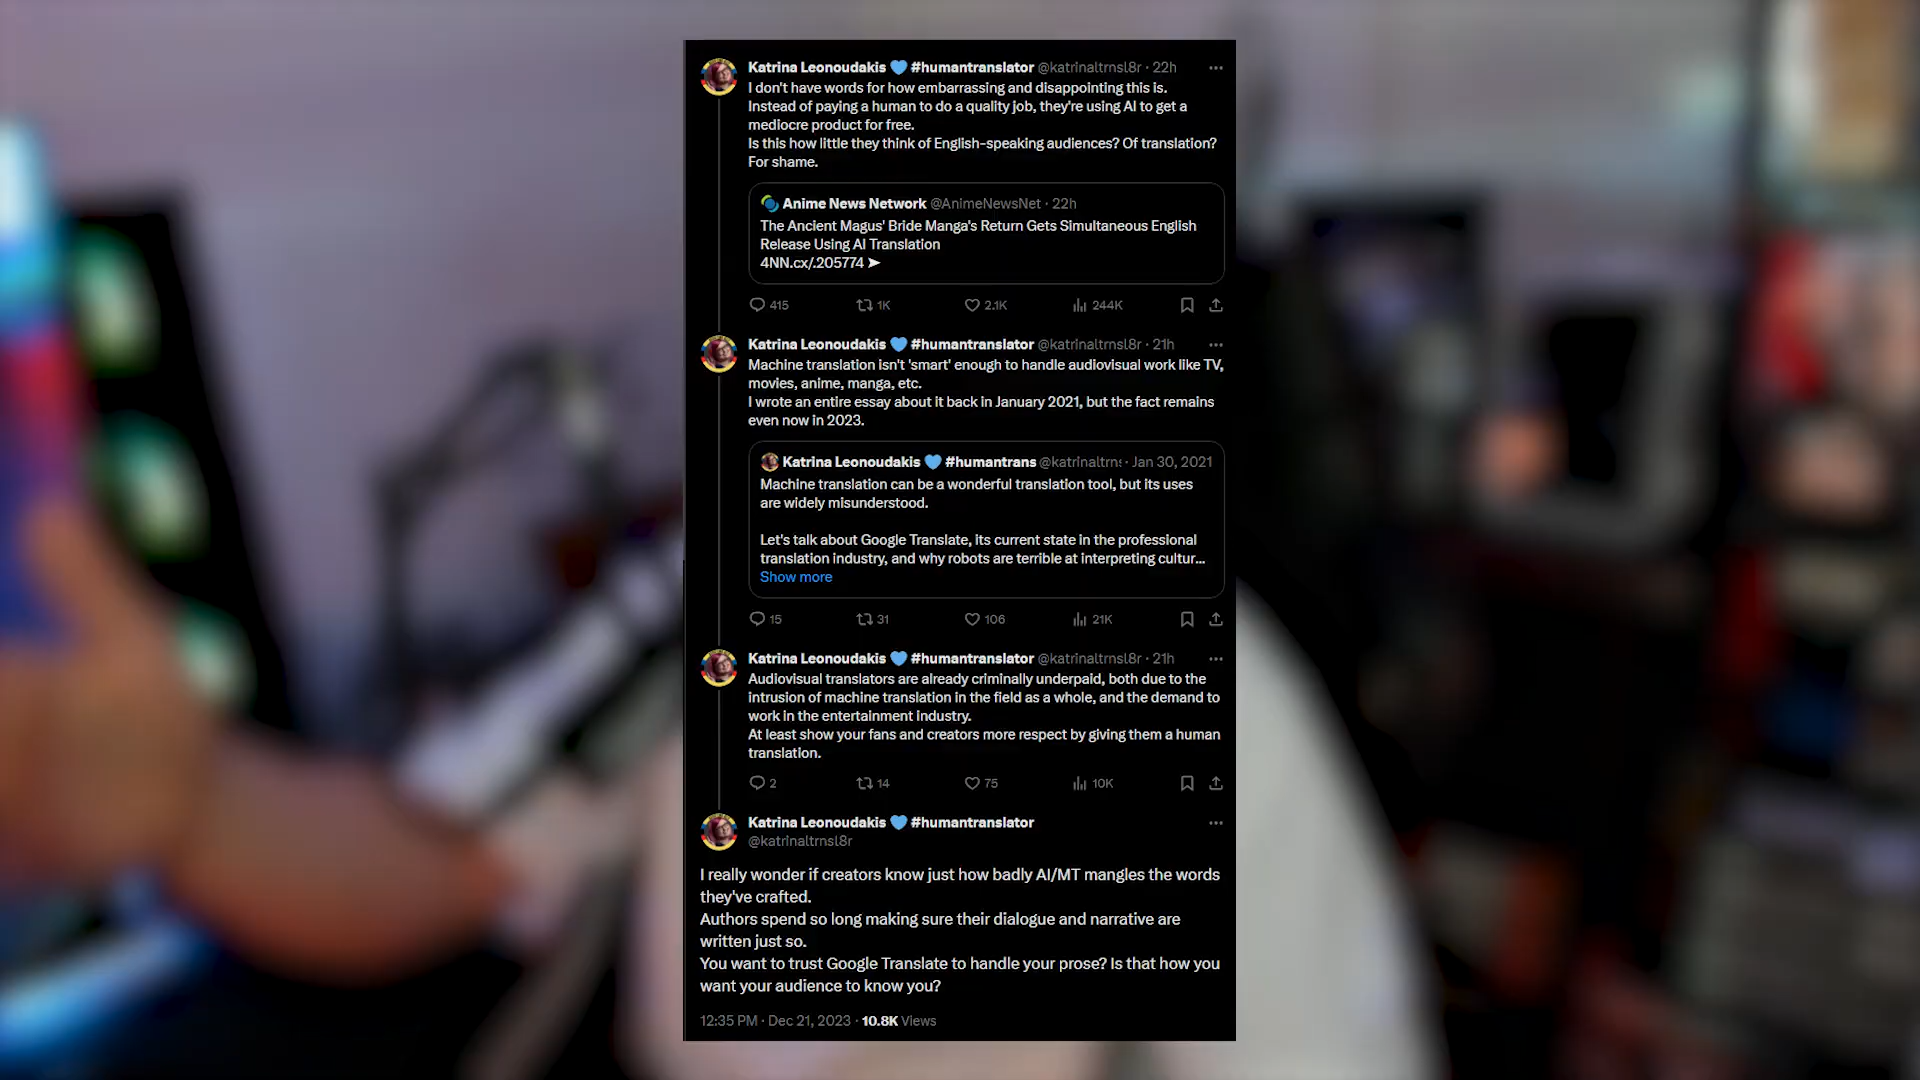 Katrina Leonoudakis 💙 #humantranslator @katrinaltrnsl8r · 22h
I don't have words for how embarrassing and disappointing this is.
Instead of paying a human to do a quality job, they're using AI to get a
mediocre product for free.
Is this how little they think of English-speaking audiences? Of translation?
For shame.
Anime News Network @AnimeNewsNet · 22h
The Ancient Magus' Bride Manga's Return Gets Simultaneous English
Release Using AI Translation
4NN.cx/.205774 ➤
415 1K 2.1K 244K
Katrina Leonoudakis 💙 #humantranslator @katrinaltrnsl8r · 21h
Machine translation isn't 'smart' enough to handle audiovisual work like TV,
movies, anime, manga, etc.
I wrote an entire essay about it back in January 2021, but the fact remains
even now in 2023.
Katrina Leonoudakis 💙 #humantrans @katrinaltrn: · Jan 30, 2021
Machine translation can be a wonderful translation tool, but its uses
are widely misunderstood.
Let's talk about Google Translate, its current state in the professional
translation industry, and why robots are terrible at interpreting cultur...
Show more
15 31 106 21K
Katrina Leonoudakis 💙 #humantranslator @katrinaltrnsl8r · 21h
Audiovisual translators are already criminally underpaid, both due to the
intrusion of machine translation in the field as a whole, and the demand to
work in the entertainment industry.
At least show your fans and creators more respect by giving them a human
translation.
2 14 75 10K
Katrina Leonoudakis 💙 #humantranslator
@katrinaltrnsl8r
I really wonder if creators know just how badly AI/MT mangles the words
they've crafted.
Authors spend so long making sure their dialogue and narrative are
written just so.
You want to trust Google Translate to handle your prose? Is that how you
want your audience to know you?
12:35 PM · Dec 21, 2023 · 10.8K Views